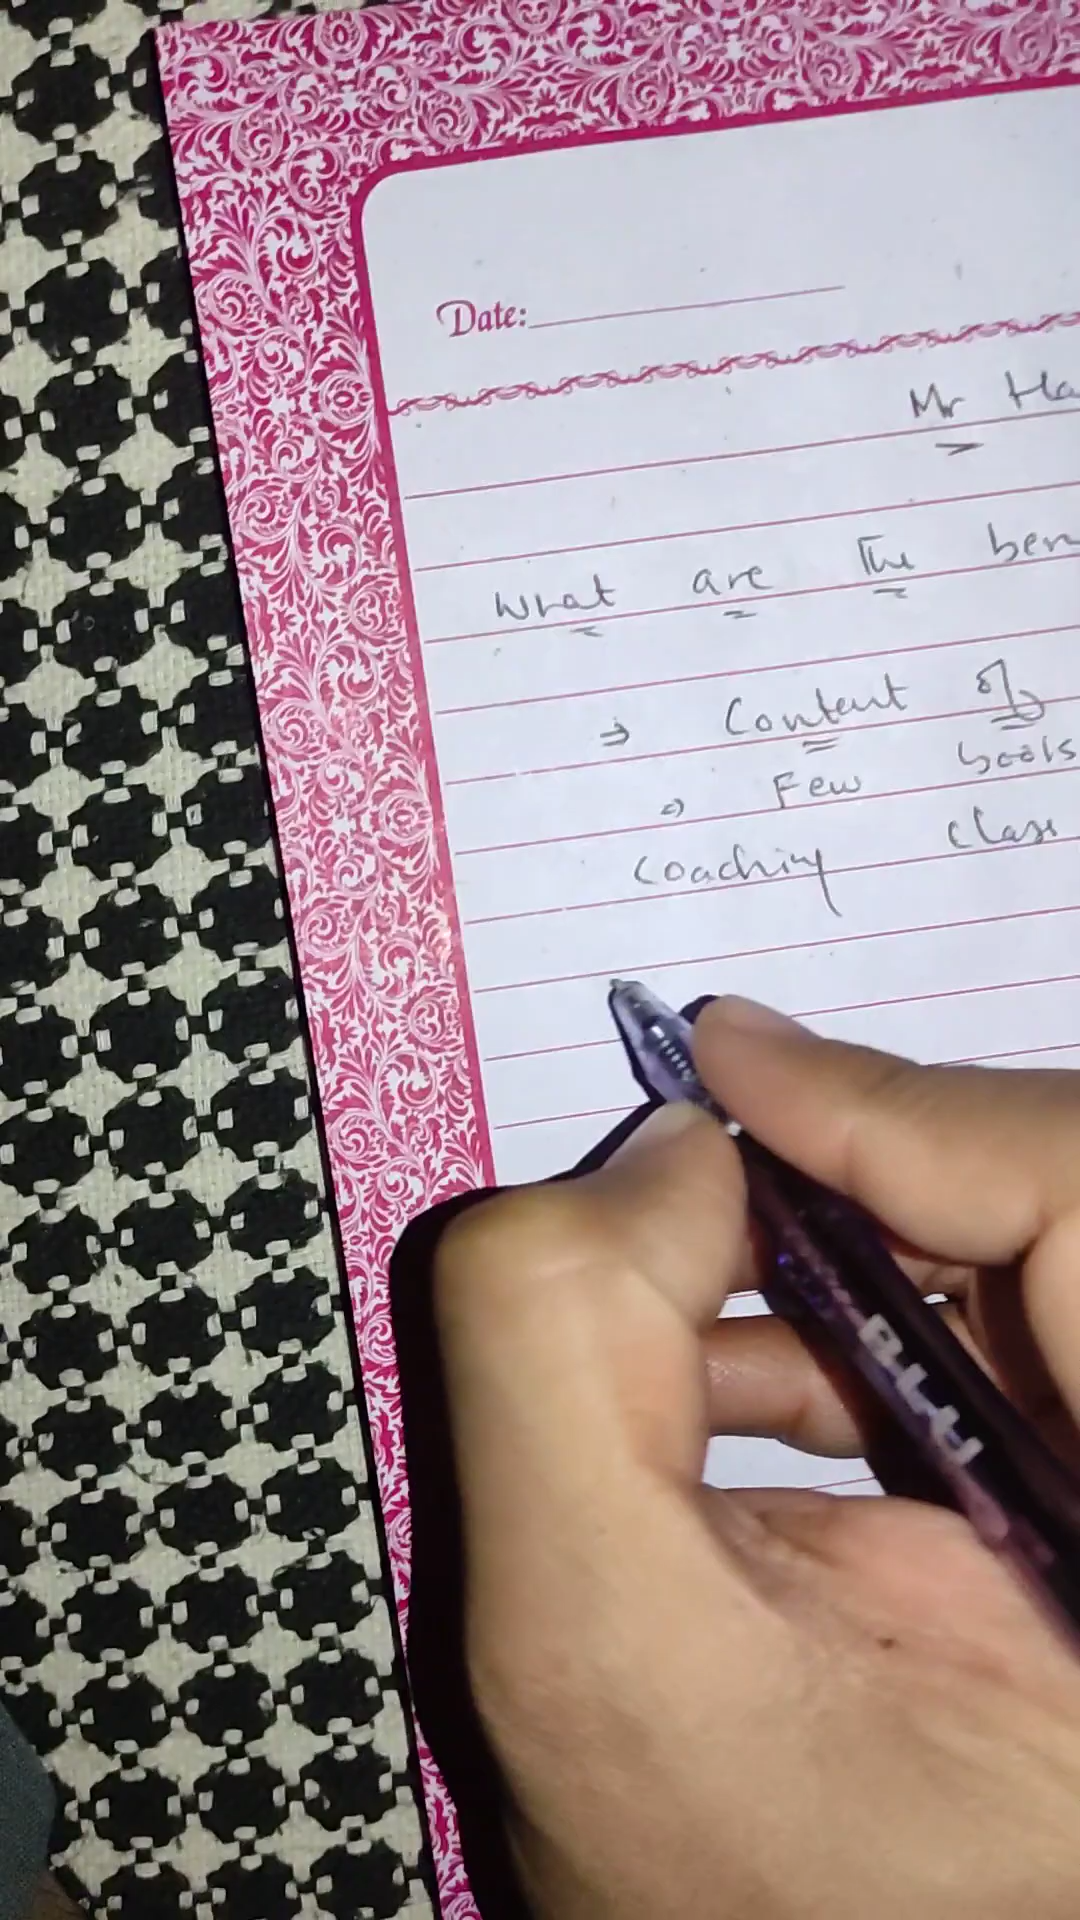 Date:
Mr Ha
what are The ben
⇒ Content of
⇒ Few books
coaching class